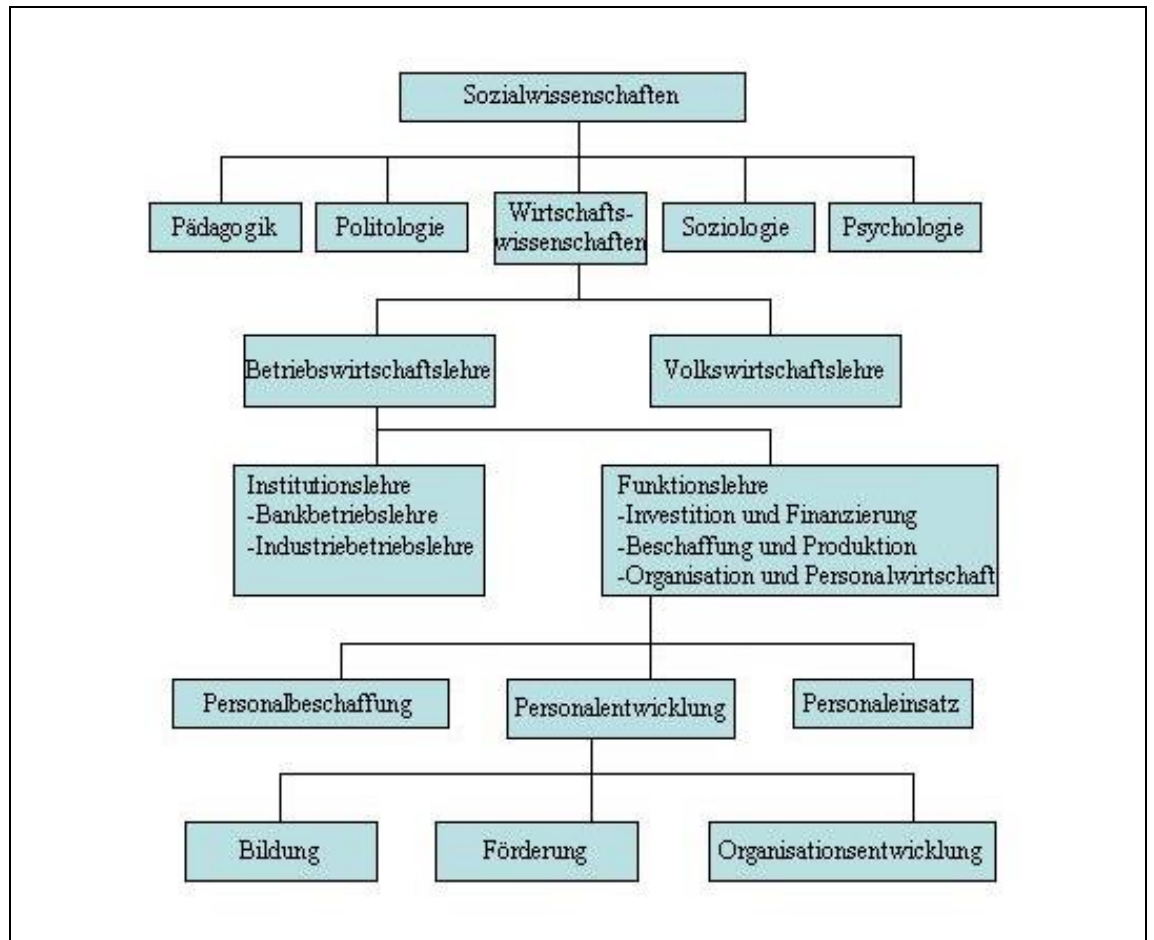 Sozialwissenschaften
Pädagogik
Politologie
Wirtschafts-
wissenschaften
Soziologie
Psychologie
Betriebswirtschaftslehre
Volkswirtschaftslehre
Institutionslehre
-Bankbetriebslehre
-Industriebetriebslehre
Funktionslehre
-Investition und Finanzierung
-Beschaffung und Produktion
-Organisation und Personalwirtschaft
Personalbeschaffung
Personalentwicklung
Personaleinsatz
Bildung
Förderung
Organisationsentwicklung